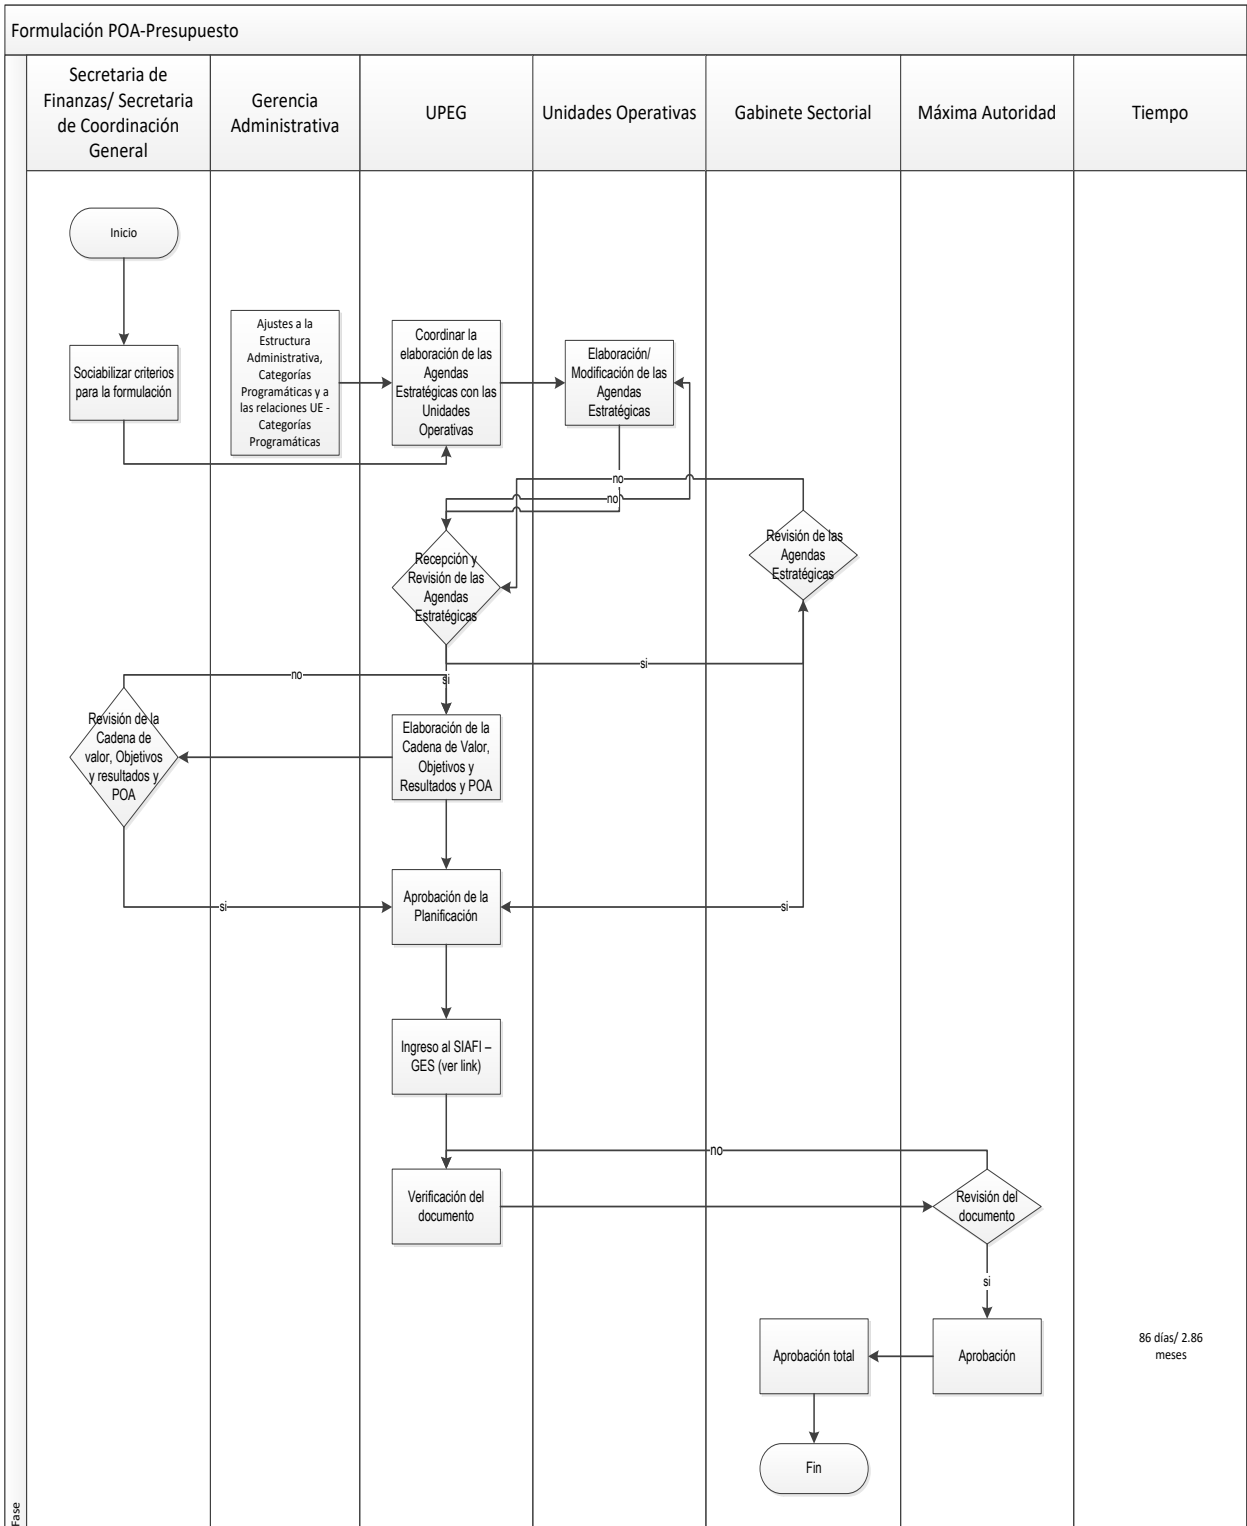 Formulación POA-Presupuesto
Secretaria de
Finanzas/ Secretaria
de Coordinación
General
Gerencia
Administrativa
UPEG
Unidades Operativas
Gabinete Sectorial
Máxima Autoridad
Tiempo
Inicio
Sociabilizar criterios
para la formulación
Ajustes a la
Estructura
Administrativa,
Categorías
Programáticas y a
las relaciones UE -
Categorías
Programáticas
Coordinar la
elaboración de las
Agendas
Estratégicas con las
Unidades
Operativas
Elaboración/
Modificación de las
Agendas
Estratégicas
no
no
Recepción y
Revisión de las
Agendas
Estratégicas
Revisión de las
Agendas
Estratégicas
si
si
no
Revisión de la
Cadena de
valor, Objetivos
y resultados y
POA
Elaboración de la
Cadena de Valor,
Objetivos y
Resultados y POA
si
Aprobación de la
Planificación
si
Ingreso al SIAFI –
GES (ver link)
no
Verificación del
documento
Revisión del
documento
si
Aprobación total
Aprobación
86 días/ 2.86
meses
Fin
Fase